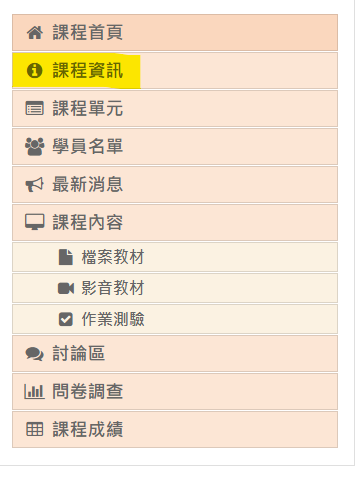 課程首頁
課程資訊
課程單元
學員名單
最新消息
課程內容
檔案教材
影音教材
作業測驗
討論區
問卷調查
課程成績